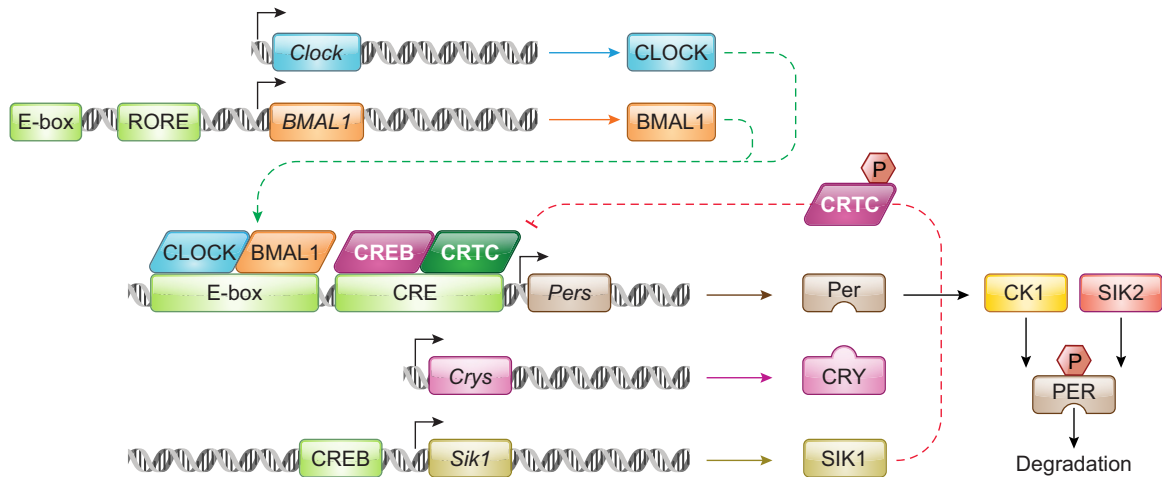 Clock
CLOCK
E-box
RORE
BMAL1
BMAL1
P
CRTC
CLOCK
BMAL1
CREB
CRTC
E-box
CRE
Pers
Per
CK1
SIK2
P
PER
Crys
CRY
CREB
Sik1
SIK1
Degradation